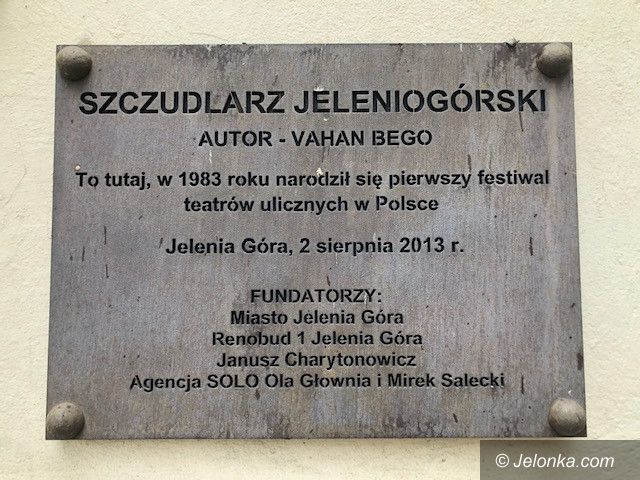 SZCZUDLARZ JELENIOGÓRSKI
AUTOR - VAHAN BEGO
To tutaj, w 1983 roku narodził się pierwszy festiwal
teatrów ulicznych w Polsce
Jelenia Góra, 2 sierpnia 2013 r.
FUNDATORZY:
Miasto Jelenia Góra
Renobud 1 Jelenia Góra
Janusz Charytonowicz
Agencja SOLO Ola Głownia i Mirek Salecki
© Jelonka.com